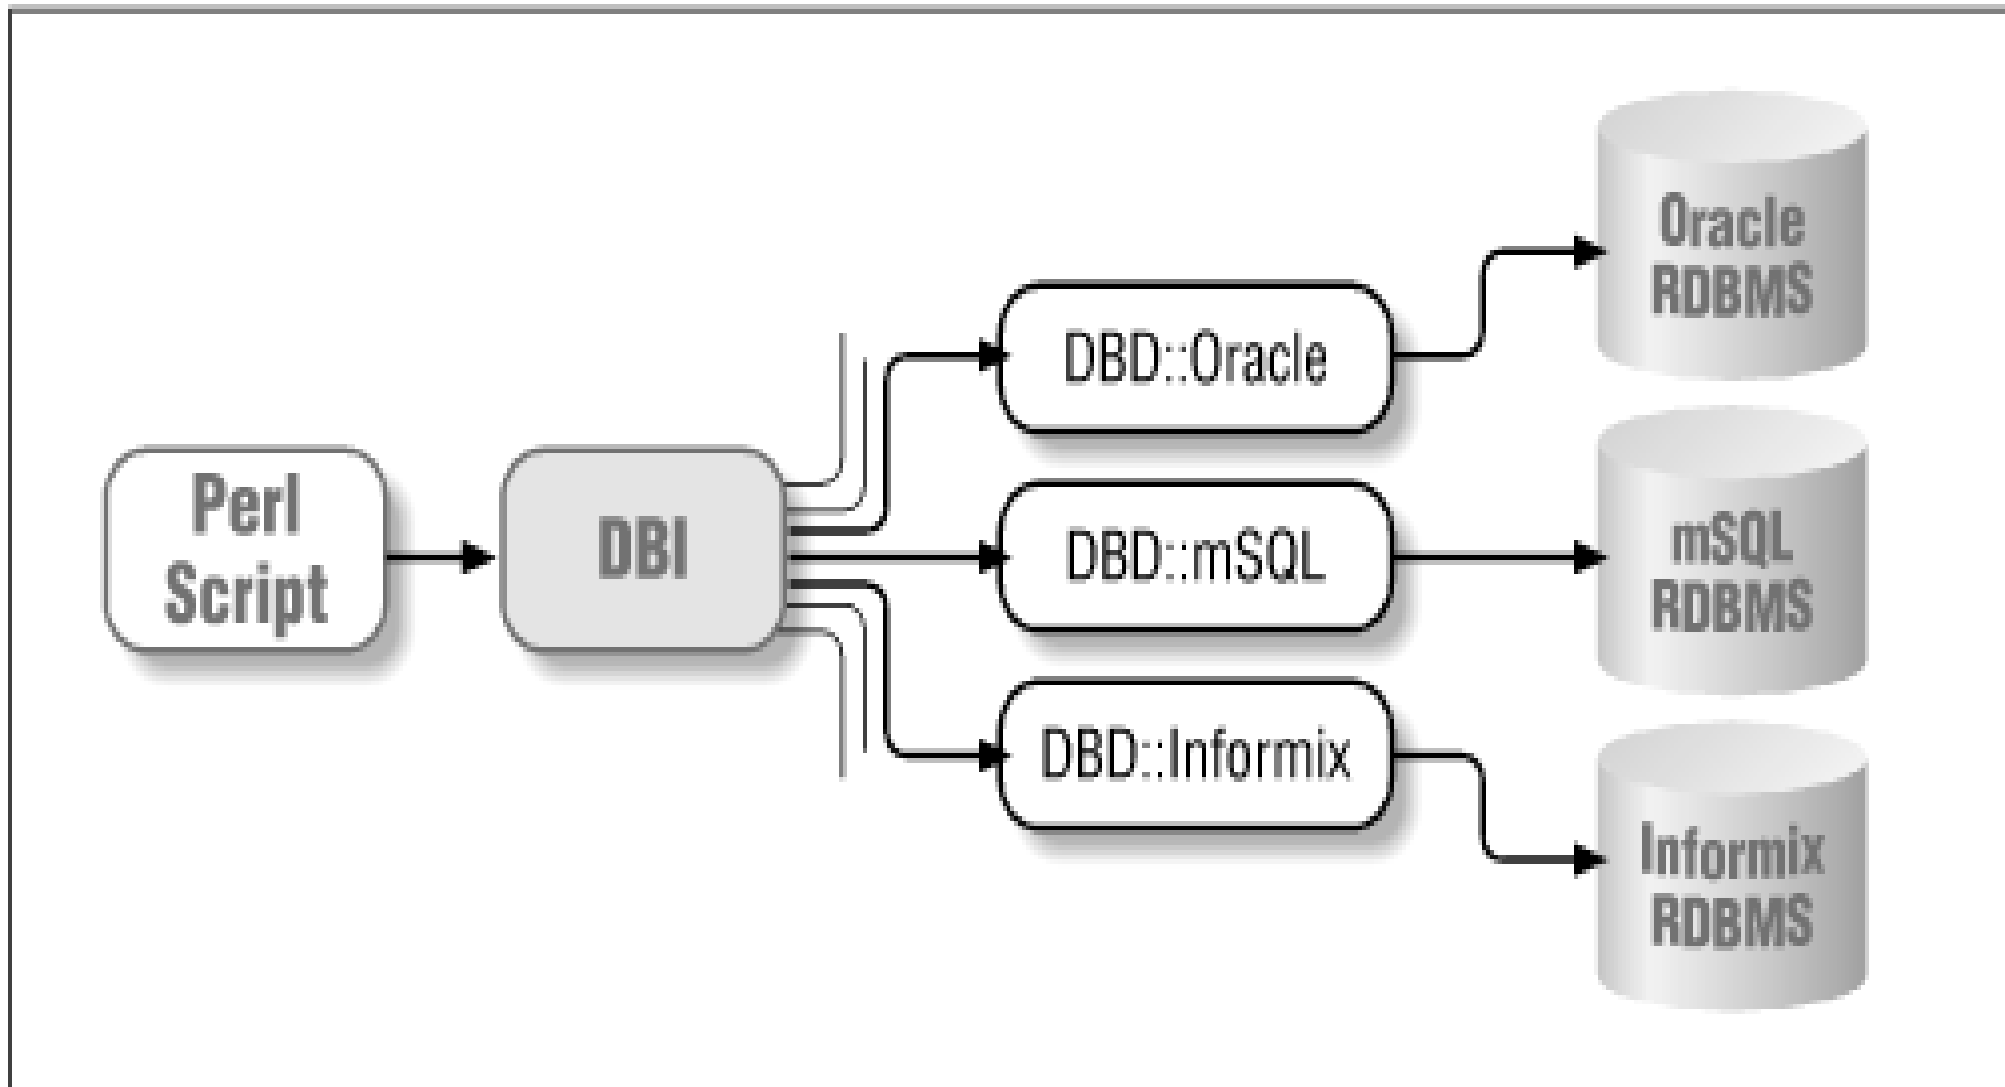 Perl
Script
DBI
DBD::Oracle
DBD::mSQL
DBD::Informix
Oracle
RDBMS
mSQL
RDBMS
Informix
RDBMS